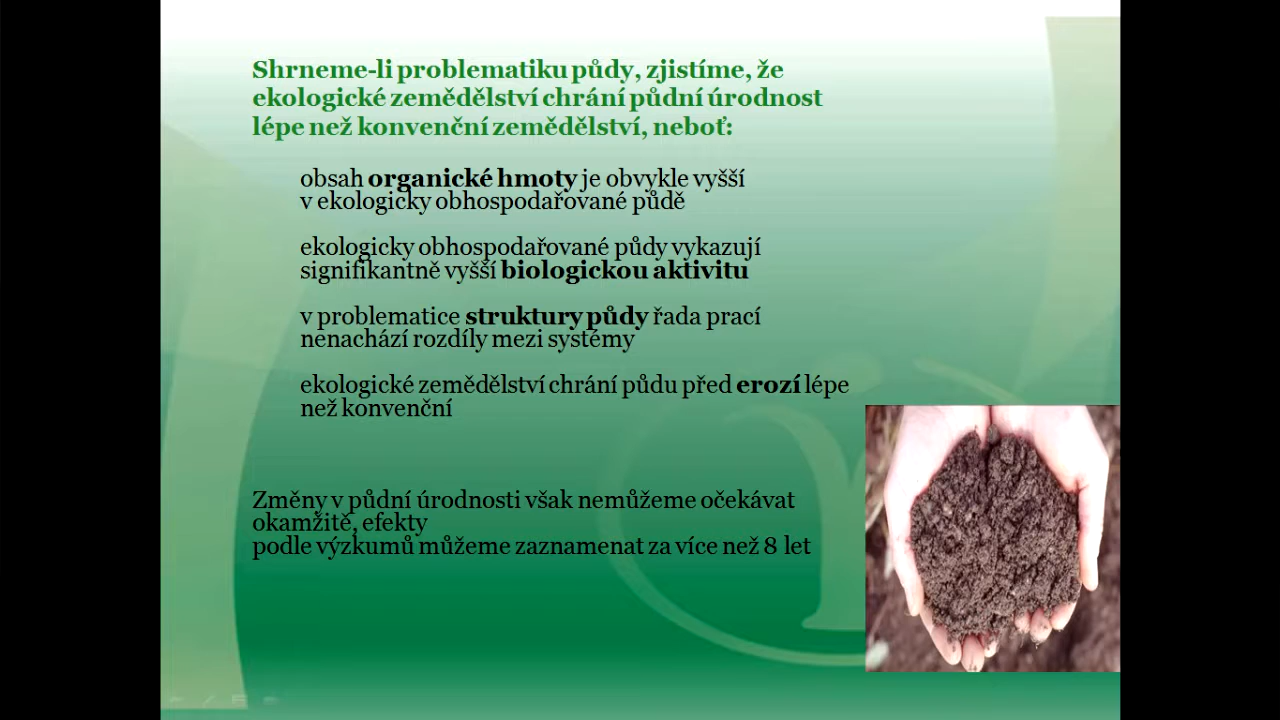 Shrneme-li problematiku půdy, zjistíme, že
ekologické zemědělství chrání půdní úrodnost
lépe než konvenční zemědělství, neboť:
obsah organické hmoty je obvykle vyšší
v ekologicky obhospodařované půdě
ekologicky obhospodařované půdy vykazují
signifikantně vyšší biologickou aktivitu
v problematice struktury půdy řada prací
nenachází rozdíly mezi systémy
ekologické zemědělství chrání půdu před erozí lépe
než konvenční
Změny v půdní úrodnosti však nemůžeme očekávat
okamžitě, efekty
podle výzkumů můžeme zaznamenat za více než 8 let